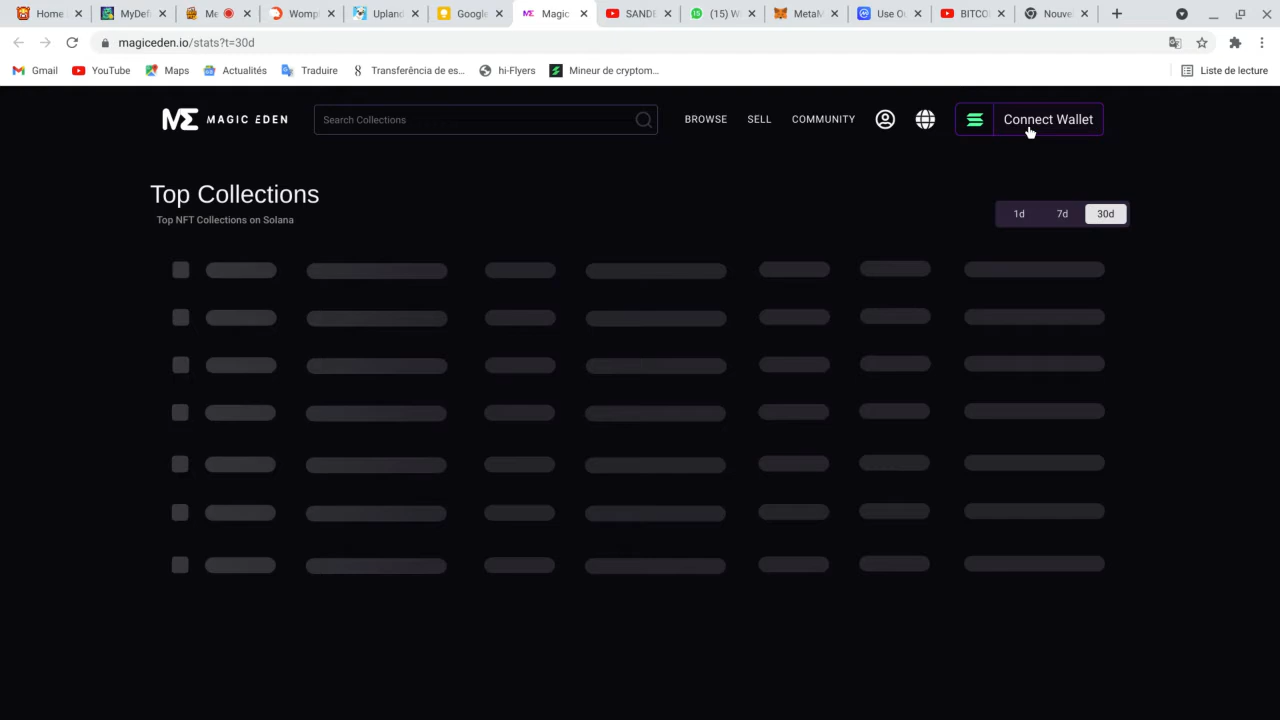 Home
MyDef
Me
Womp
Upland
Google
Magic
SANDE
(15) W
MetaM
Use Ou
BITCO
Nouve
magiceden.io/stats?t=30d
Gmail
YouTube
Maps
Actualités
Traduire
Transferência de es...
hi-Flyers
Mineur de cryptom...
Liste de lecture
MAGIC EDEN
Search Collections
BROWSE
SELL
COMMUNITY
Connect Wallet
Top Collections
Top NFT Collections on Solana
1d
7d
30d